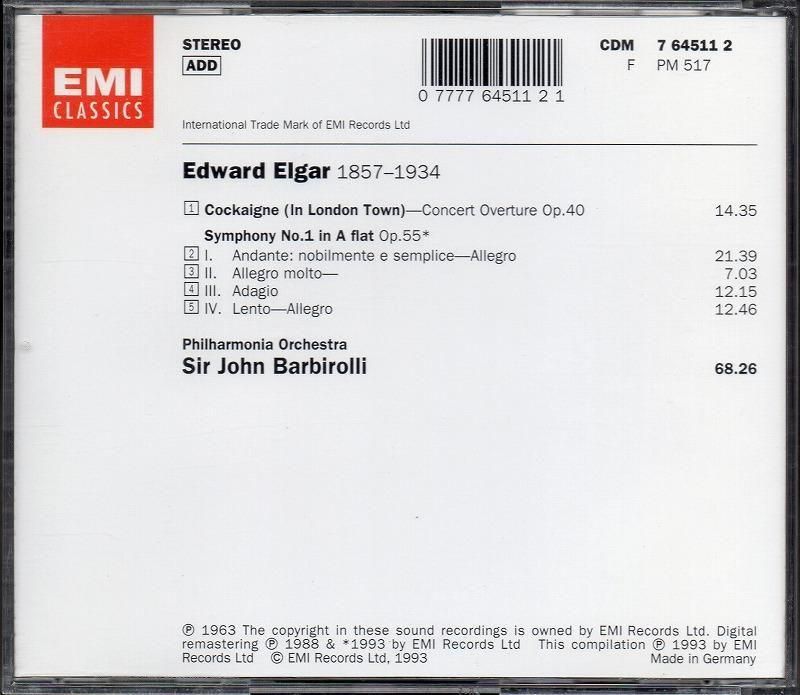 EMI
CLASSICS
STEREO
ADD
0 7777 64511 2 1
CDM 7 64511 2
F PM 517
International Trade Mark of EMI Records Ltd
Edward Elgar 1857–1934
1 Cockaigne (In London Town)—Concert Overture Op.40 14.35
Symphony No.1 in A flat Op.55*
2 I. Andante: nobilmente e semplice—Allegro 21.39
3 II. Allegro molto— 7.03
4 III. Adagio 12.15
5 IV. Lento—Allegro 12.46
Philharmonia Orchestra
Sir John Barbirolli 68.26
℗ 1963 The copyright in these sound recordings is owned by EMI Records Ltd. Digital
remastering ℗ 1988 & *1993 by EMI Records Ltd This compilation ℗ 1993 by EMI
Records Ltd © EMI Records Ltd, 1993 Made in Germany